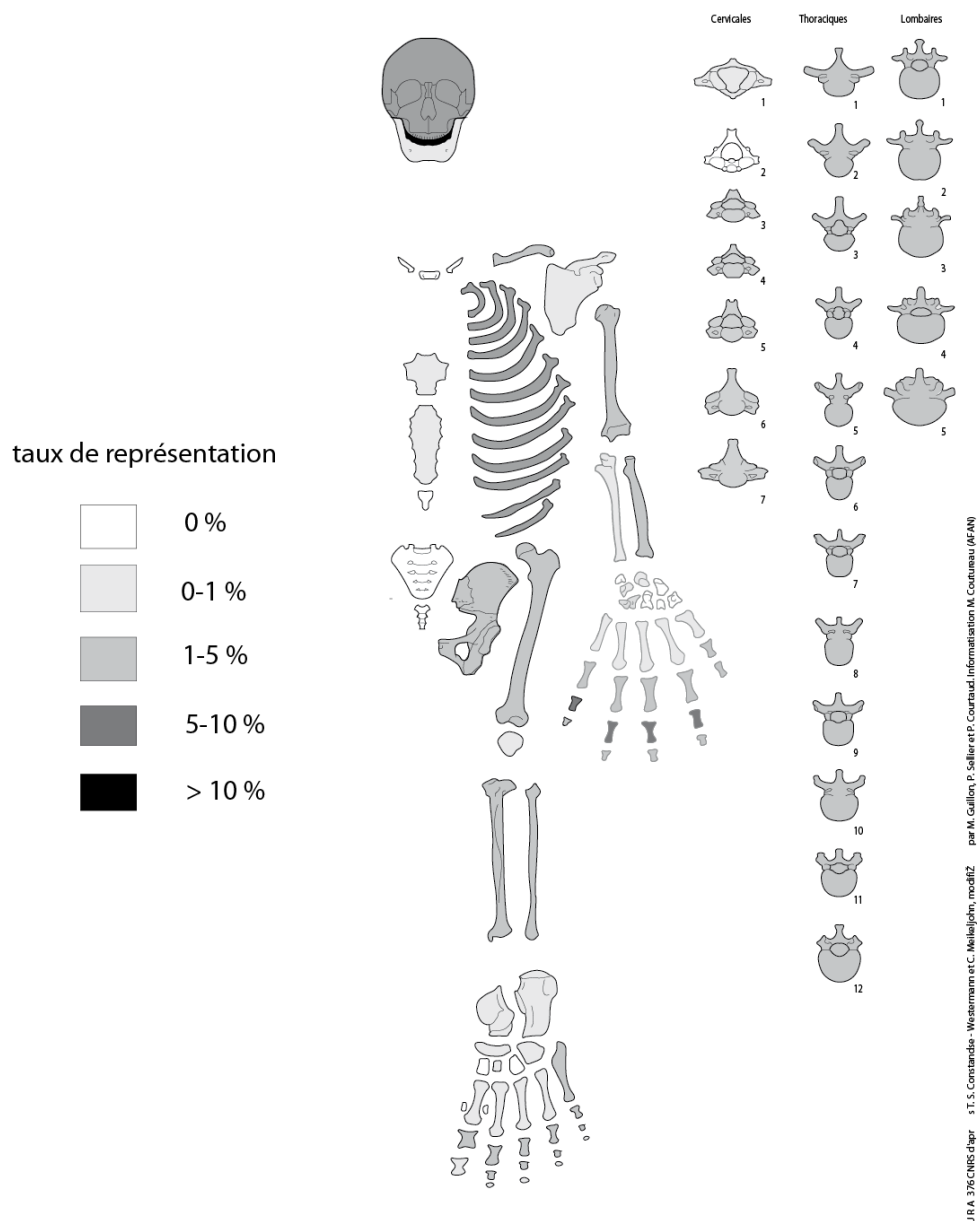 Cervicales Thoraciques Lombaires
1 1 1
2 2 2
3 3 3
4 4 4
5 5 5
6 6
7 7
8
9
10
11
12
taux de représentation
0 %
0-1 %
1-5 %
5-10 %
> 10 %
J R A 376 CNRS d'apr s T. S. Constandse - Westermann et C. Meikeljohn, modifiŽ par M. Guillon, P. Sellier et P. Courtaud. Informatisation M. Coutureau (AFAN)